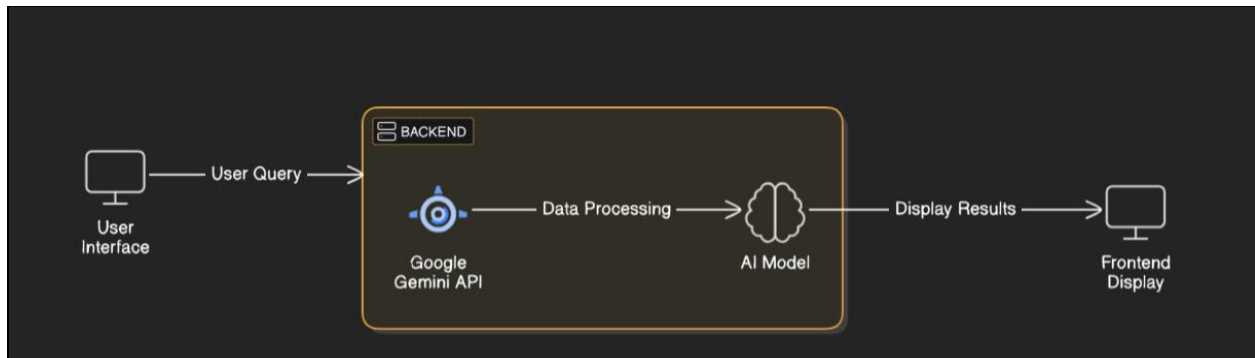 BACKEND
User Query
User
Interface
Data Processing
Google
Gemini API
AI Model
Display Results
Frontend
Display